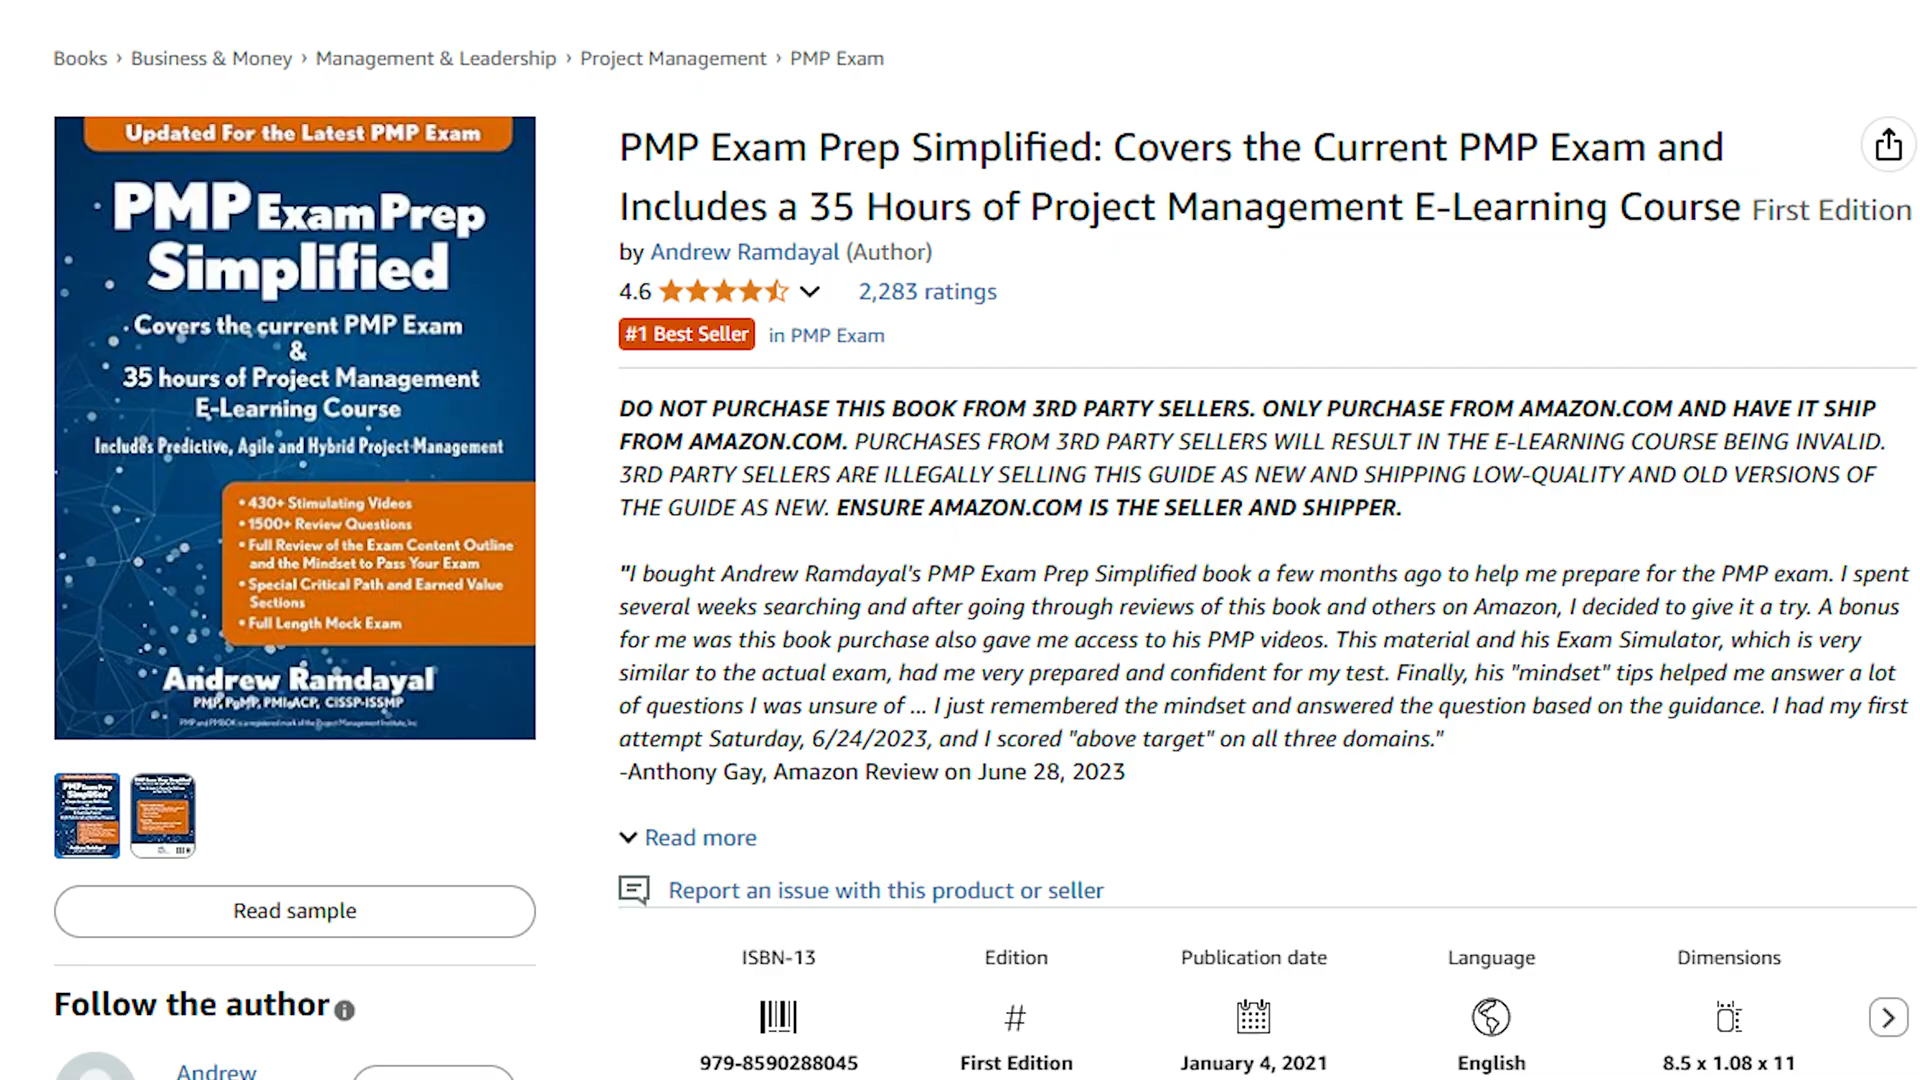 Books › Business & Money › Management & Leadership › Project Management › PMP Exam
Updated For the Latest PMP Exam
PMP Exam Prep
Simplified
Covers the current PMP Exam
&
35 hours of Project Management
E-Learning Course
Includes Predictive, Agile and Hybrid Project Management
• 430+ Stimulating Videos
• 1500+ Review Questions
• Full Review of the Exam Content Outline
and the Mindset to Pass Your Exam
• Special Critical Path and Earned Value
Sections
• Full Length Mock Exam
Andrew Ramdayal
PMP, PgMP, PMI-ACP, CISSP-ISSMP
PMP and PMBOK is a registered mark of the Project Management Institute, Inc
Read sample
Follow the author
Andrew
PMP Exam Prep Simplified: Covers the Current PMP Exam and
Includes a 35 Hours of Project Management E-Learning Course First Edition
by Andrew Ramdayal (Author)
4.6 2,283 ratings
#1 Best Seller in PMP Exam
DO NOT PURCHASE THIS BOOK FROM 3RD PARTY SELLERS. ONLY PURCHASE FROM AMAZON.COM AND HAVE IT SHIP
FROM AMAZON.COM. PURCHASES FROM 3RD PARTY SELLERS WILL RESULT IN THE E-LEARNING COURSE BEING INVALID.
3RD PARTY SELLERS ARE ILLEGALLY SELLING THIS GUIDE AS NEW AND SHIPPING LOW-QUALITY AND OLD VERSIONS OF
THE GUIDE AS NEW. ENSURE AMAZON.COM IS THE SELLER AND SHIPPER.
"I bought Andrew Ramdayal's PMP Exam Prep Simplified book a few months ago to help me prepare for the PMP exam. I spent
several weeks searching and after going through reviews of this book and others on Amazon, I decided to give it a try. A bonus
for me was this book purchase also gave me access to his PMP videos. This material and his Exam Simulator, which is very
similar to the actual exam, had me very prepared and confident for my test. Finally, his "mindset" tips helped me answer a lot
of questions I was unsure of ... I just remembered the mindset and answered the question based on the guidance. I had my first
attempt Saturday, 6/24/2023, and I scored "above target" on all three domains."
-Anthony Gay, Amazon Review on June 28, 2023
Read more
Report an issue with this product or seller
ISBN-13 Edition Publication date Language Dimensions
979-8590288045 First Edition January 4, 2021 English 8.5 x 1.08 x 11